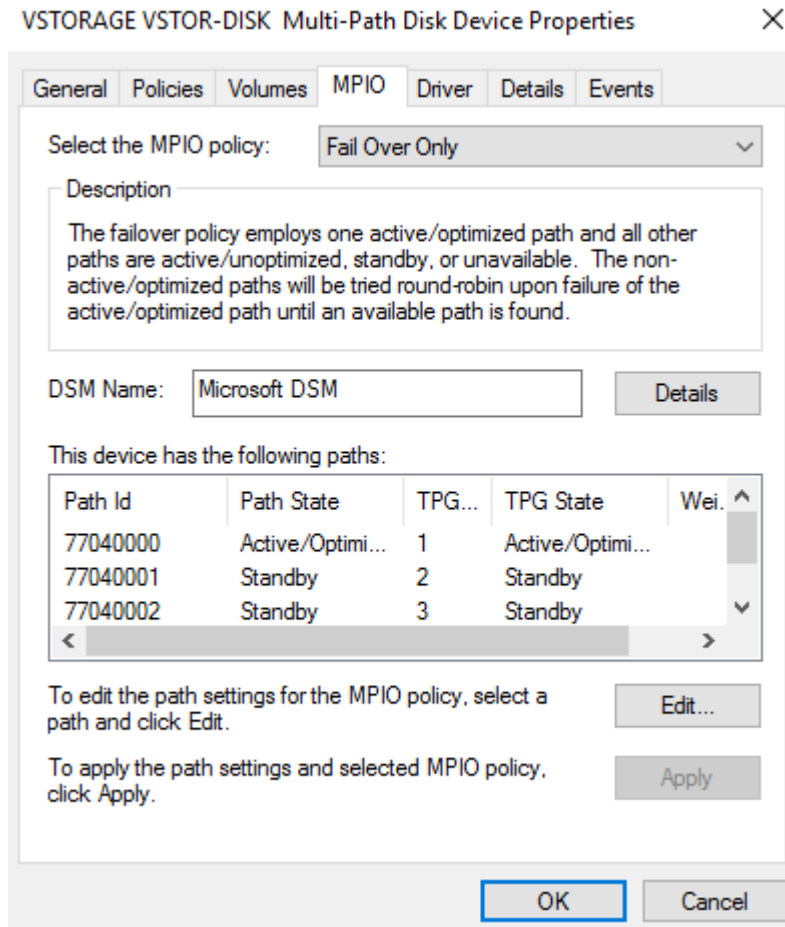 VSTORAGE VSTOR-DISK Multi-Path Disk Device Properties
General Policies Volumes MPIO Driver Details Events
Select the MPIO policy: Fail Over Only
Description
The failover policy employs one active/optimized path and all other
paths are active/unoptimized, standby, or unavailable. The non-
active/optimized paths will be tried round-robin upon failure of the
active/optimized path until an available path is found.
DSM Name: Microsoft DSM Details
This device has the following paths:
Path Id Path State TPG... TPG State Wei.
77040000 Active/Optimi... 1 Active/Optimi...
77040001 Standby 2 Standby
77040002 Standby 3 Standby
To edit the path settings for the MPIO policy, select a
path and click Edit.
Edit...
To apply the path settings and selected MPIO policy,
click Apply.
Apply
OK Cancel